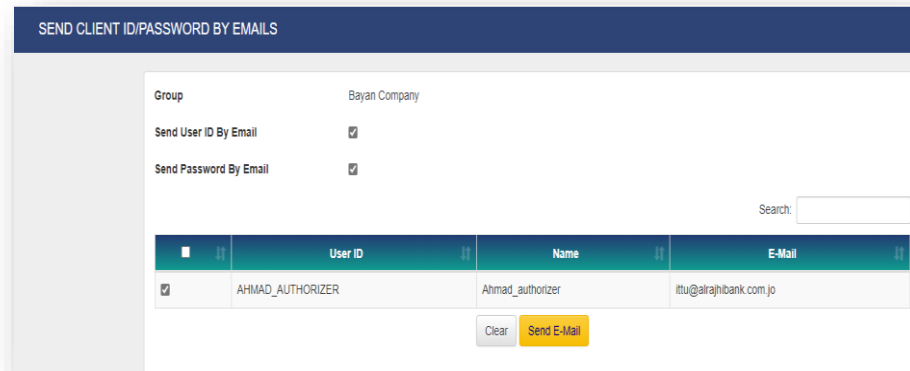 SEND CLIENT ID/PASSWORD BY EMAILS
Group Bayan Company
Send User ID By Email
Send Password By Email
Search:
User ID Name E-Mail
AHMAD_AUTHORIZER Ahmad_authorizer ittu@alrajhibank.com.jo
Clear Send E-Mail